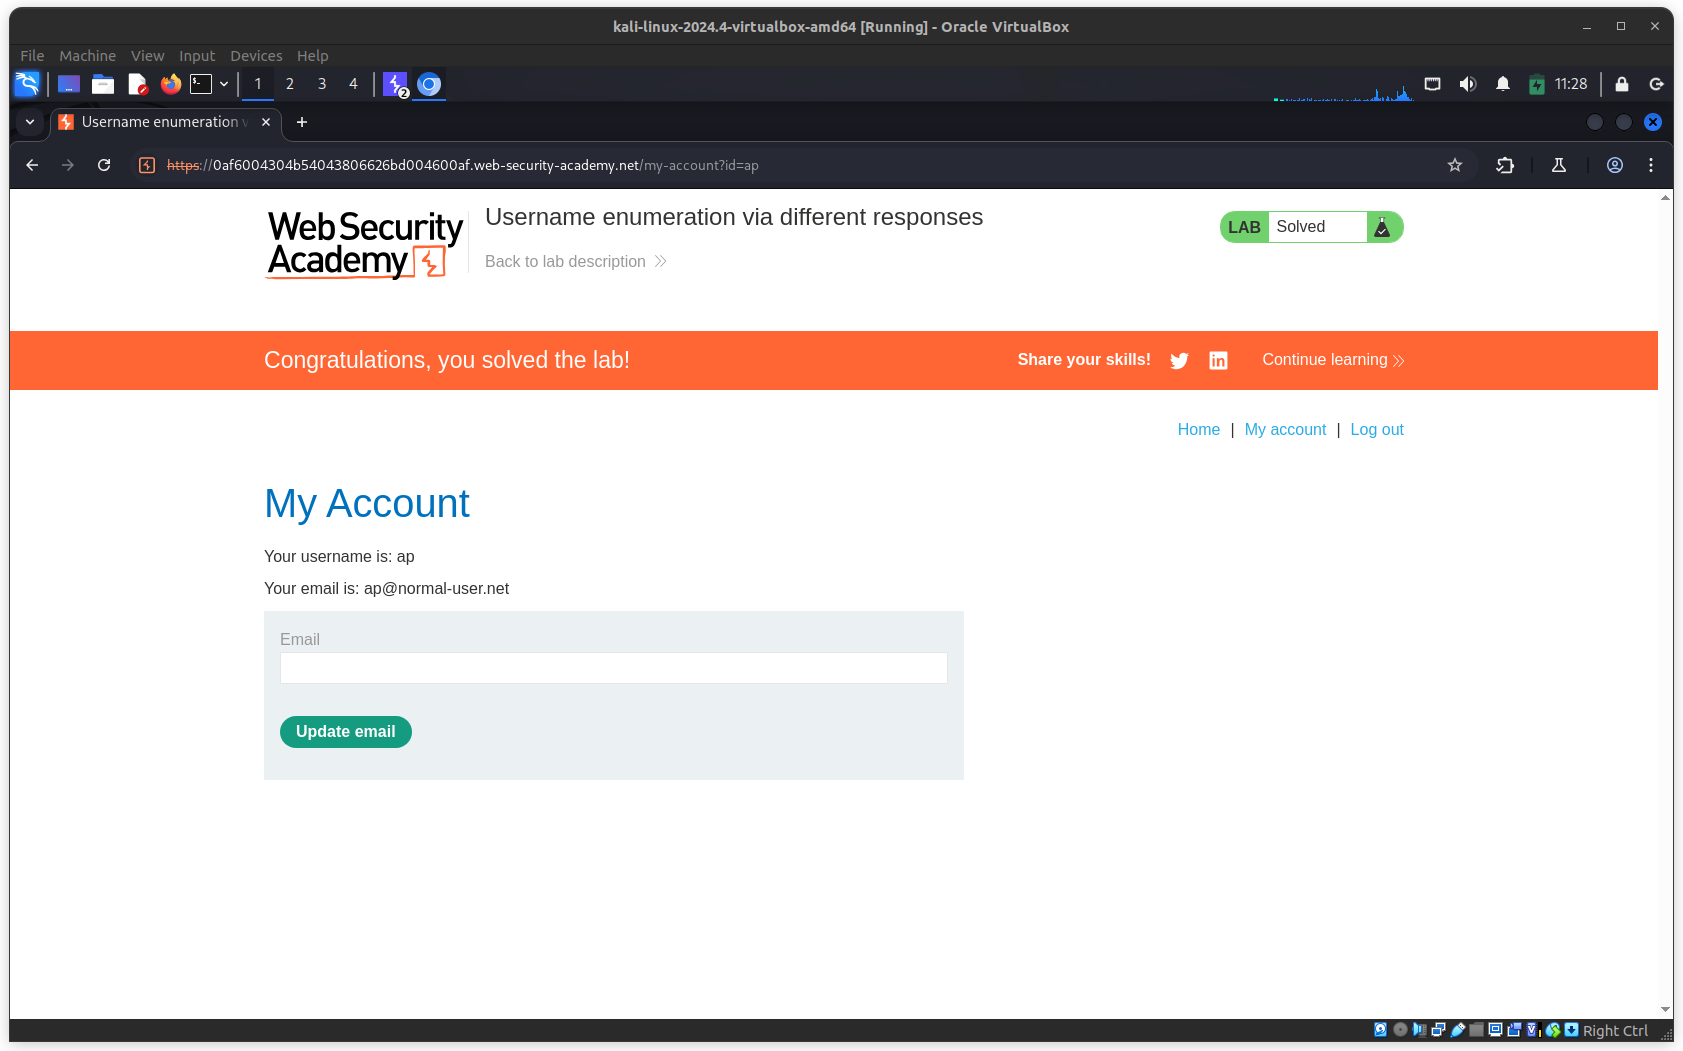 kali-linux-2024.4-virtualbox-amd64 [Running] - Oracle VirtualBox
File Machine View Input Devices Help
1 2 3 4 2 11:28
Username enumeration v
https://0af6004304b54043806626bd004600af.web-security-academy.net/my-account?id=ap
Web Security
Academy
Username enumeration via different responses
Back to lab description
LAB Solved
Congratulations, you solved the lab!
Share your skills!
Continue learning
Home | My account | Log out
My Account
Your username is: ap
Your email is: ap@normal-user.net
Email
Update email
Right Ctrl